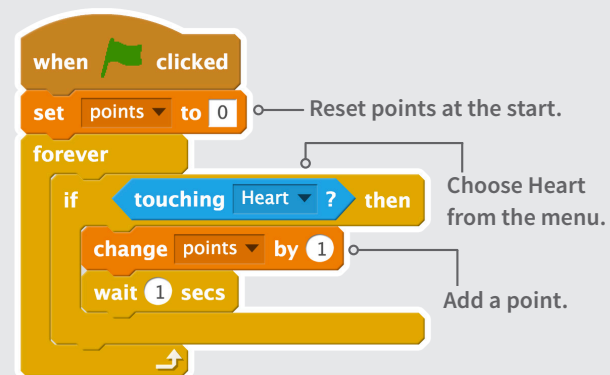 when clicked
set points to 0
Reset points at the start.
forever
if touching Heart ? then
Choose Heart
from the menu.
change points by 1
wait 1 secs
Add a point.